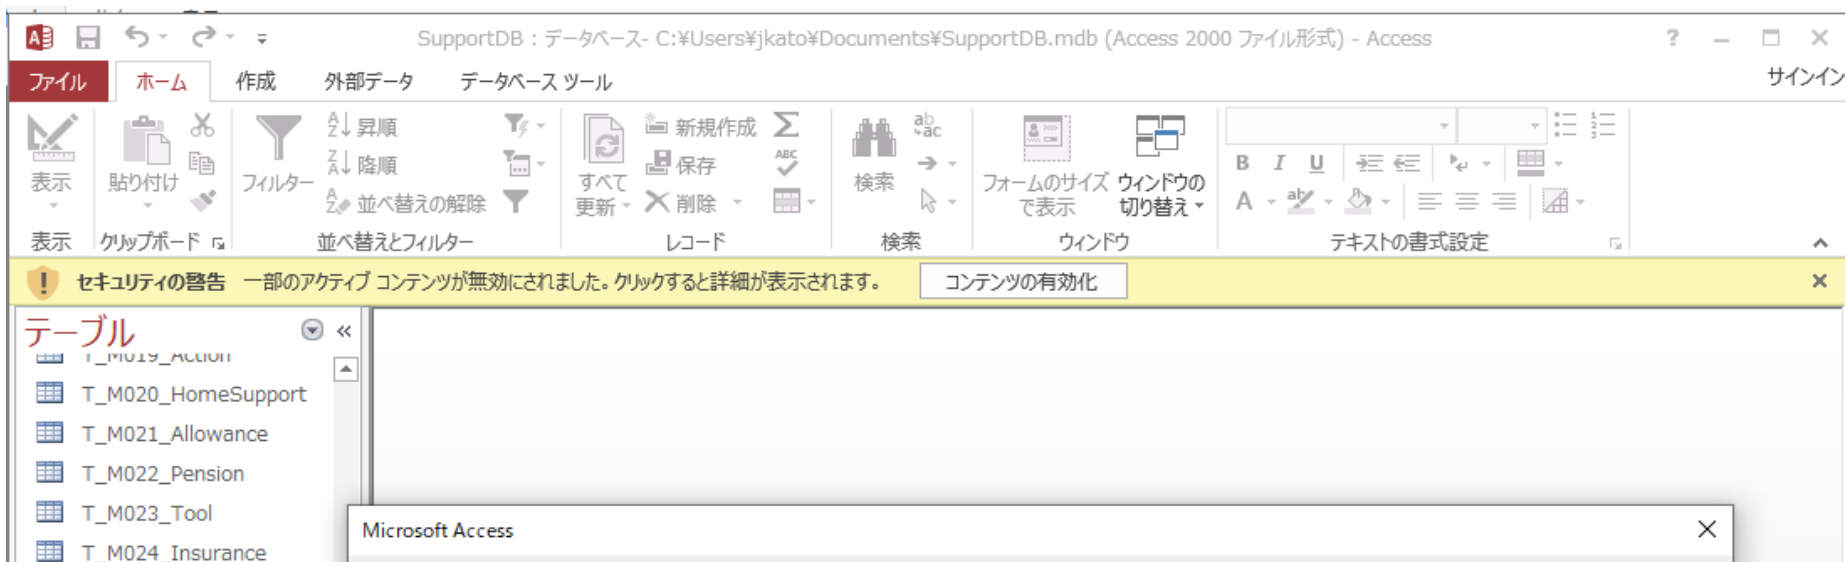 SupportDB : データベース- C:¥Users¥jkato¥Documents¥SupportDB.mdb (Access 2000 ファイル形式) - Access
ファイル ホーム 作成 外部データ データベース ツール サインイン
表示
貼り付け
フィルター
昇順
降順
並べ替えの解除
すべて
更新
新規作成
保存
削除
検索
フォームのサイズ
で表示
ウィンドウの
切り替え
表示 クリップボード 並べ替えとフィルター レコード 検索 ウィンドウ テキストの書式設定
セキュリティの警告 一部のアクティブ コンテンツが無効にされました。クリックすると詳細が表示されます。 コンテンツの有効化
テーブル
T_M019_Action
T_M020_HomeSupport
T_M021_Allowance
T_M022_Pension
T_M023_Tool
T_M024_Insurance
Microsoft Access